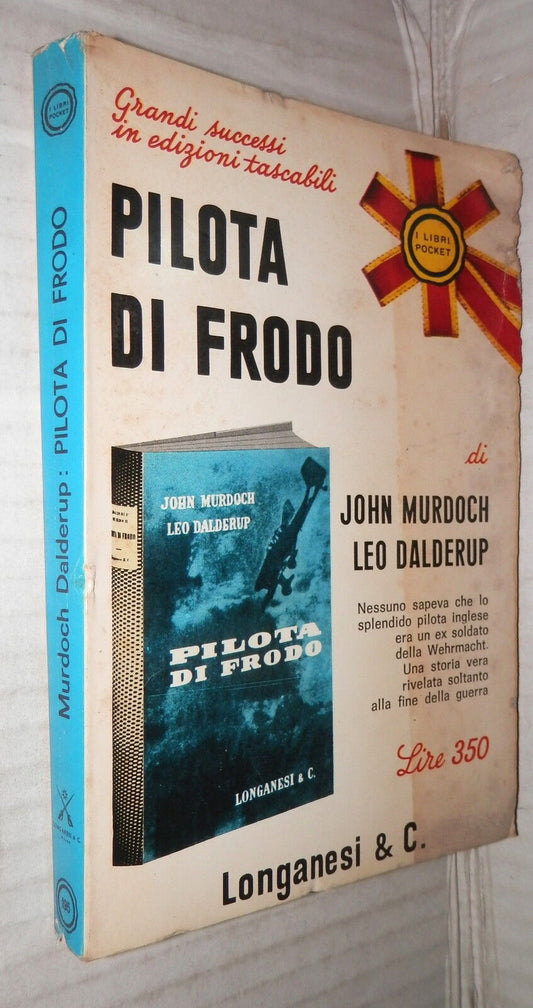 Grandi successi
in edizioni tascabili
PILOTA
DI FRODO
I LIBRI
POCKET
di
JOHN MURDOCH
LEO DALDERUP
Nessuno sapeva che lo
splendido pilota inglese
era un ex soldato
della Wehrmacht.
Una storia vera
rivelata soltanto
alla fine della guerra
Lire 350
JOHN MURDOCH
LEO DALDERUP
PILOTA
DI FRODO
LONGANESI & C.
Longanesi & C.
I LIBRI
POCKET
Murdoch Dalderup: PILOTA DI FRODO